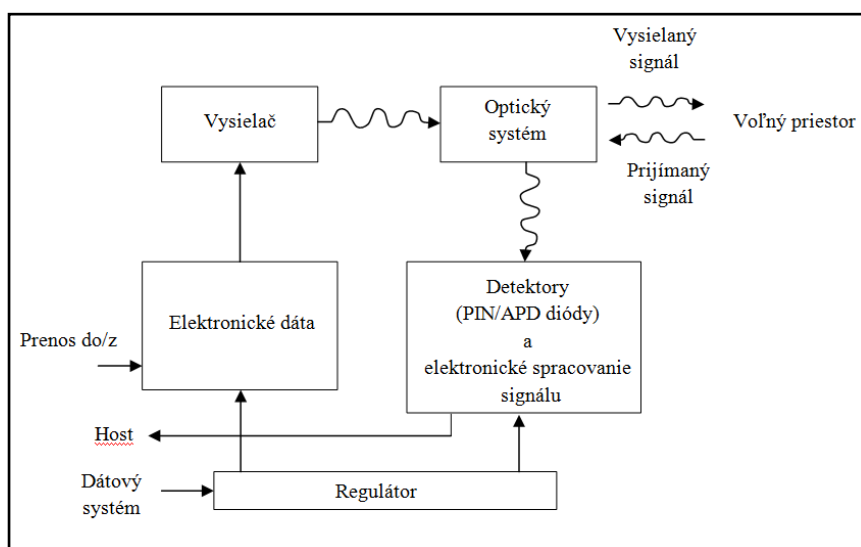 Vysielaný
signál
Vysielač
Optický
systém
Voľný priestor
Prijímaný
signál
Elektronické dáta
Detektory
(PIN/APD diódy)
a
elektronické spracovanie
signálu
Prenos do/z
Host
Dátový
systém
Regulátor